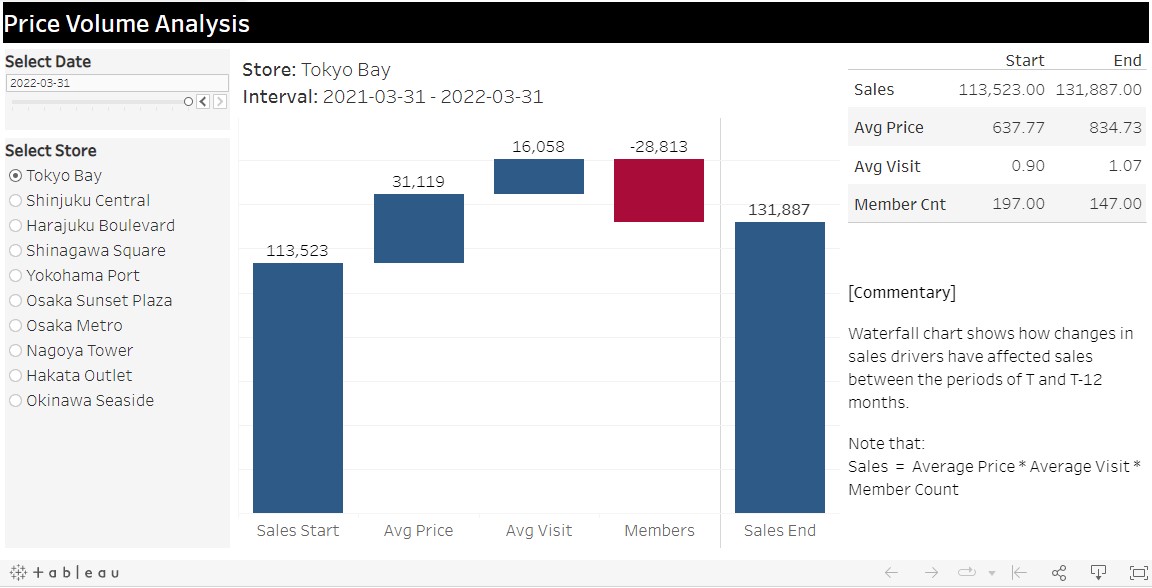 Price Volume Analysis
Select Date
2022-03-31
Select Store
Tokyo Bay
Shinjuku Central
Harajuku Boulevard
Shinagawa Square
Yokohama Port
Osaka Sunset Plaza
Osaka Metro
Nagoya Tower
Hakata Outlet
Okinawa Seaside
Store: Tokyo Bay
Interval: 2021-03-31 - 2022-03-31
113,523
31,119
16,058
-28,813
131,887
Sales Start
Avg Price
Avg Visit
Members
Sales End
Start End
Sales 113,523.00 131,887.00
Avg Price 637.77 834.73
Avg Visit 0.90 1.07
Member Cnt 197.00 147.00
[Commentary]
Waterfall chart shows how changes in
sales drivers have affected sales
between the periods of T and T-12
months.
Note that:
Sales = Average Price * Average Visit *
Member Count
+ a b | e a u